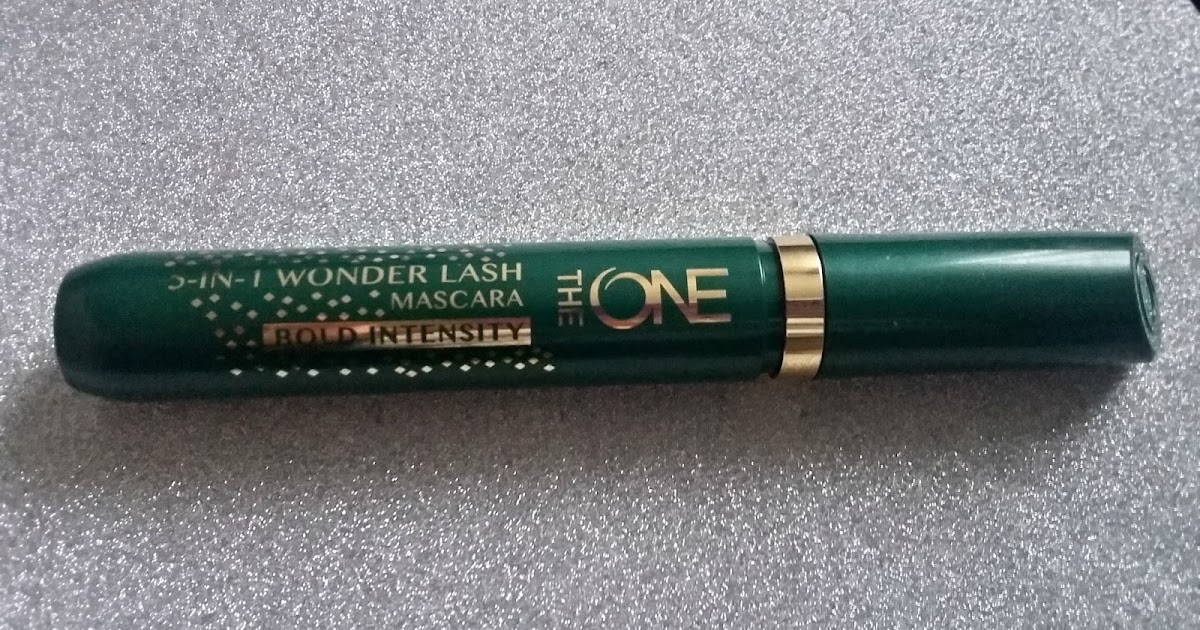 5-IN-1 WONDER LASH
MASCARA
BOLD INTENSITY
THE ONE